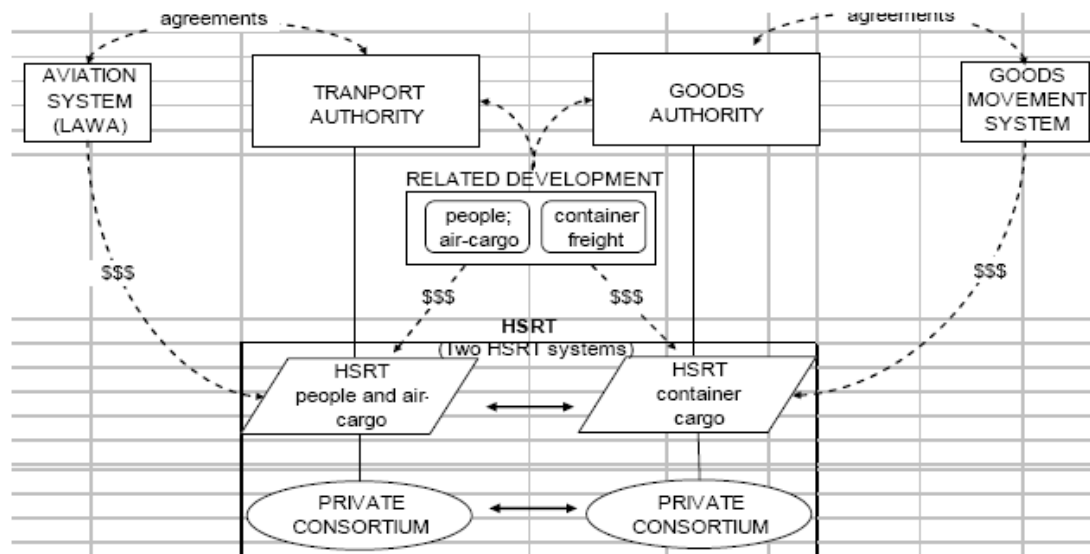 agreements
agreements
AVIATION
SYSTEM
(LAWA)
TRANPORT
AUTHORITY
GOODS
AUTHORITY
GOODS
MOVEMENT
SYSTEM
RELATED DEVELOPMENT
people;
air-cargo
container
freight
$$$
$$$
$$$
$$$
HSRT
(Two HSRT systems)
HSRT
people and air-
cargo
HSRT
container
cargo
PRIVATE
CONSORTIUM
PRIVATE
CONSORTIUM